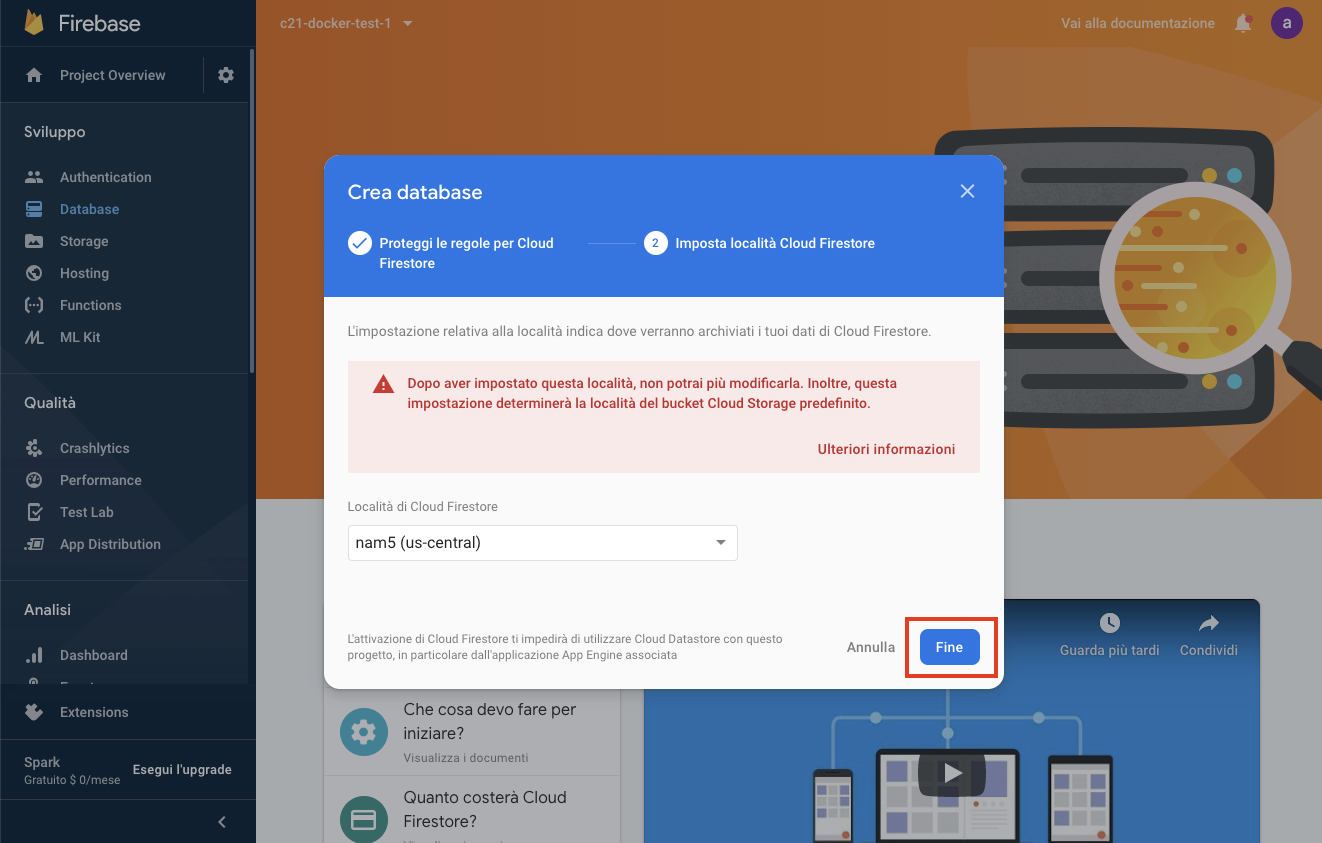 Firebase
c21-docker-test-1
Vai alla documentazione
a
Project Overview
Sviluppo
Authentication
Database
Storage
Hosting
Functions
ML Kit
Qualità
Crashlytics
Performance
Test Lab
App Distribution
Analisi
Dashboard
Extensions
Spark
Gratuito $ 0/mese
Esegui l'upgrade
Crea database
Proteggi le regole per Cloud
Firestore
2
Imposta località Cloud Firestore
L'impostazione relativa alla località indica dove verranno archiviati i tuoi dati di Cloud Firestore.
Dopo aver impostato questa località, non potrai più modificarla. Inoltre, questa
impostazione determinerà la località del bucket Cloud Storage predefinito.
Ulteriori informazioni
Località di Cloud Firestore
nam5 (us-central)
L'attivazione di Cloud Firestore ti impedirà di utilizzare Cloud Datastore con questo
progetto, in particolare dall'applicazione App Engine associata
Annulla
Fine
Guarda più tardi
Condividi
Che cosa devo fare per
iniziare?
Visualizza i documenti
Quanto costerà Cloud
Firestore?